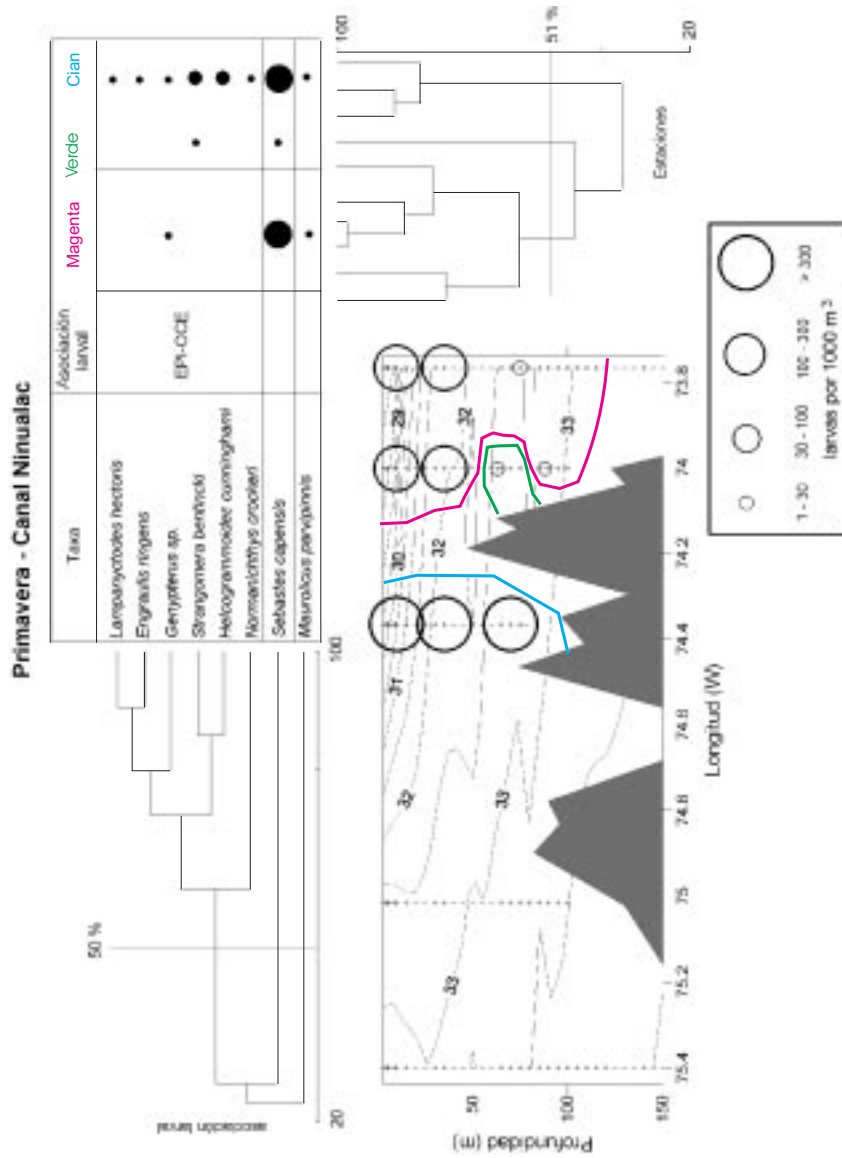 Primavera - Canal Ninualac
Taxa
Asociación
larval
Magenta
Verde
Cian
Lampanyctodes hectoris
Engraulis ringens
Genypterus sp.
Strangomera bentincki
Helcogrammoides cunninghami
Normanichthys crockeri
Sebastes capensis
Maurolicus parvipinnis
EPI-CCE
50 %
100
20
asociación larval
100
51 %
20
Estaciones
29
30
31
32
32
32
33
33
33
50
100
150
Profundidad (m)
75.4
75.2
75
74.8
74.6
74.4
74.2
74
73.8
Longitud (W)
1 - 30
30 - 100
100 - 300
> 300
larvas por 1000 m³